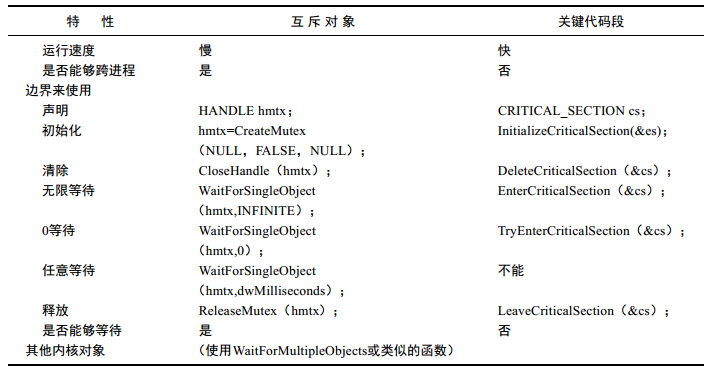 特 性 互斥对象 关键代码段
运行速度 慢 快
是否能够跨进程 是 否
边界来使用
声明 HANDLE hmtx； CRITICAL_SECTION cs；
初始化 hmtx=CreateMutex InitializeCriticalSection(&es)；
（NULL，FALSE，NULL）；
清除 CloseHandle（hmtx）； DeleteCriticalSection（&cs）；
无限等待 WaitForSingleObject EnterCriticalSection（&cs）；
（hmtx,INFINITE）；
0等待 WaitForSingleObject TryEnterCriticalSection（&cs）；
（hmtx,0）；
任意等待 WaitForSingleObject 不能
（hmtx,dwMilliseconds）；
释放 ReleaseMutex（hmtx）； LeaveCriticalSection（&cs）；
是否能够等待 是 否
其他内核对象 （使用WaitForMultipleObjects或类似的函数）